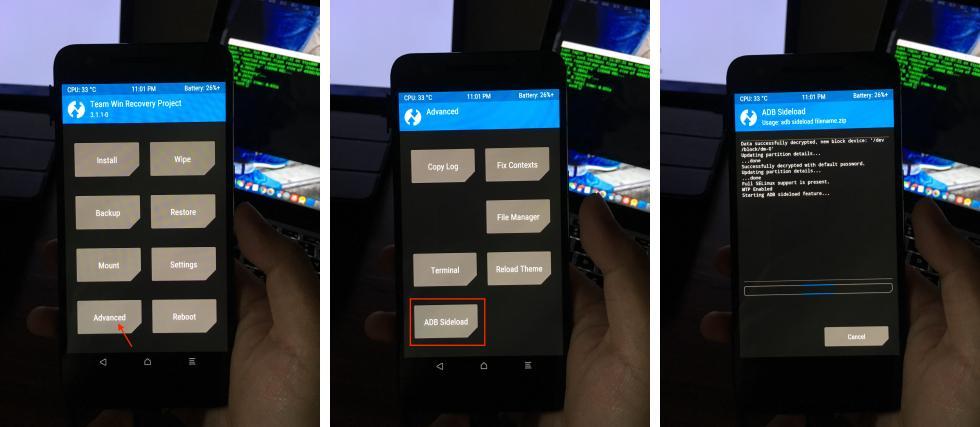 CPU: 33 °C 11:01 PM Battery: 26%+
Team Win Recovery Project
3.1.1-0
Install Wipe
Backup Restore
Mount Settings
Advanced Reboot
CPU: 33 °C 11:01 PM Battery: 26%+
Advanced
Copy Log Fix Contexts
File Manager
Terminal Reload Theme
ADB Sideload
CPU: 33 °C 11:01 PM Battery: 26%+
ADB Sideload
Usage: adb sideload filename.zip
Data successfully decrypted, new block device: '/dev
/block/dm-0'
Updating partition details...
...done
Successfully decrypted with default password.
Updating partition details...
...done
Full SELinux support is present.
MTP Enabled
Starting ADB sideload feature...
Cancel